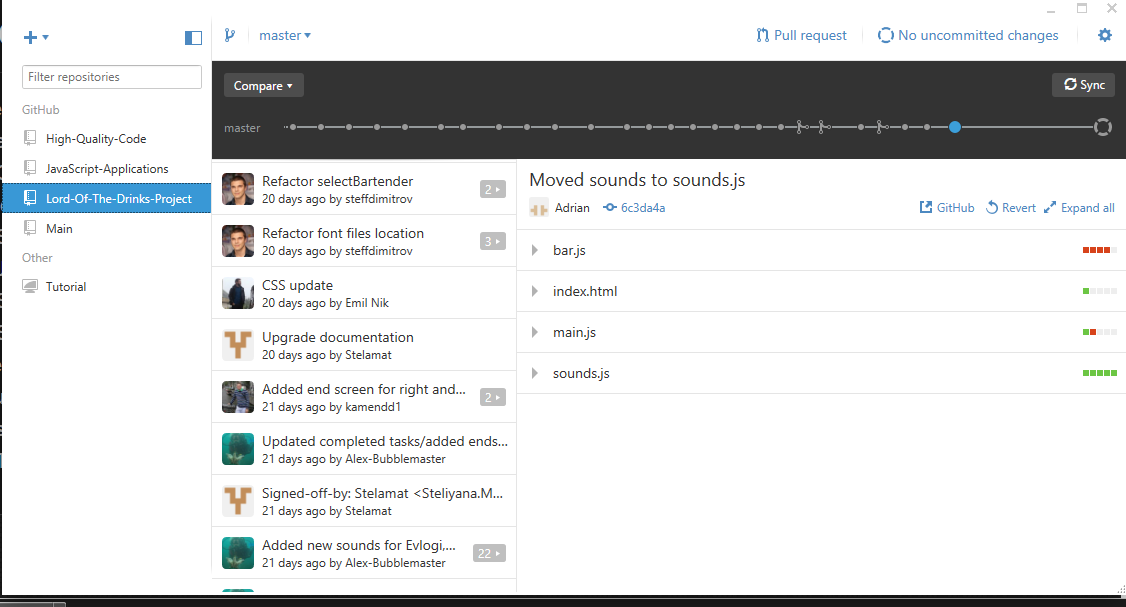 master
Pull request
No uncommitted changes
Filter repositories
GitHub
High-Quality-Code
JavaScript-Applications
Lord-Of-The-Drinks-Project
Main
Other
Tutorial
Compare
Sync
master
Refactor selectBartender
20 days ago by steffdimitrov
2
Refactor font files location
20 days ago by steffdimitrov
3
CSS update
20 days ago by Emil Nik
Upgrade documentation
20 days ago by Stelamat
Added end screen for right and...
21 days ago by kamendd1
2
Updated completed tasks/added ends...
21 days ago by Alex-Bubblemaster
Signed-off-by: Stelamat <Steliyana.M...
21 days ago by Stelamat
Added new sounds for Evlogi,...
21 days ago by Alex-Bubblemaster
22
Moved sounds to sounds.js
Adrian 6c3da4a
GitHub Revert Expand all
bar.js
index.html
main.js
sounds.js